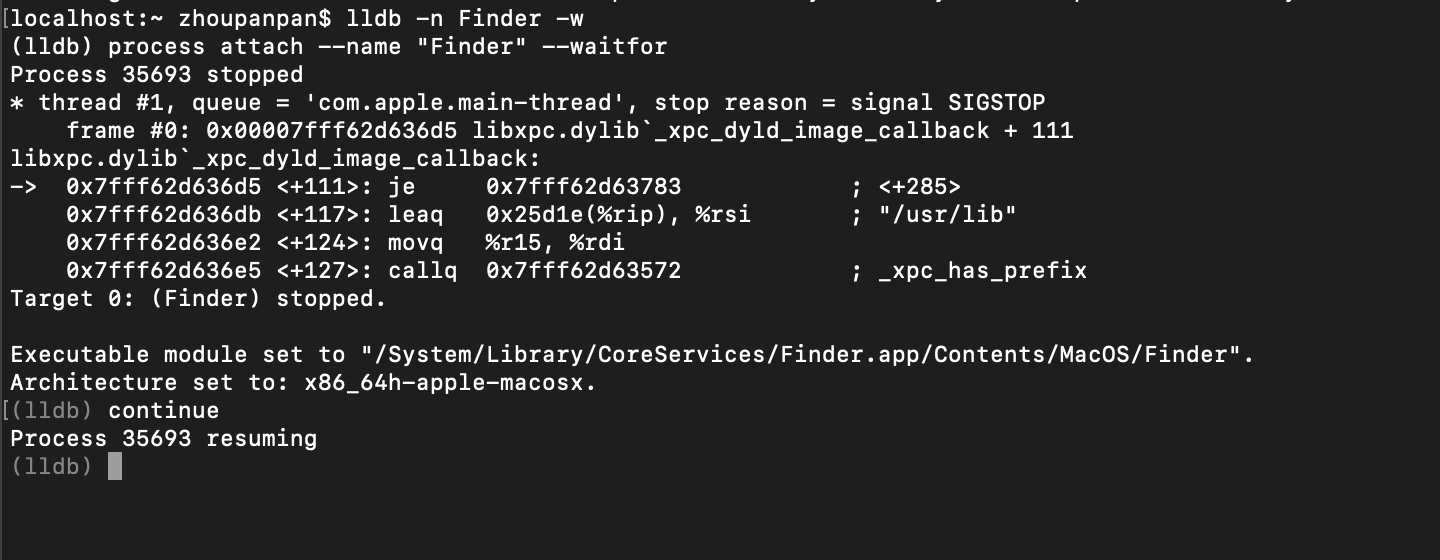 [localhost:~ zhoupanpan$ lldb -n Finder -w
(lldb) process attach --name "Finder" --waitfor
Process 35693 stopped
* thread #1, queue = 'com.apple.main-thread', stop reason = signal SIGSTOP
    frame #0: 0x00007fff62d636d5 libxpc.dylib`_xpc_dyld_image_callback + 111
libxpc.dylib`_xpc_dyld_image_callback:
->  0x7fff62d636d5 <+111>: je     0x7fff62d63783            ; <+285>
    0x7fff62d636db <+117>: leaq   0x25d1e(%rip), %rsi       ; "/usr/lib"
    0x7fff62d636e2 <+124>: movq   %r15, %rdi
    0x7fff62d636e5 <+127>: callq  0x7fff62d63572            ; _xpc_has_prefix
Target 0: (Finder) stopped.

Executable module set to "/System/Library/CoreServices/Finder.app/Contents/MacOS/Finder".
Architecture set to: x86_64h-apple-macosx.
[(lldb) continue
Process 35693 resuming
(lldb)